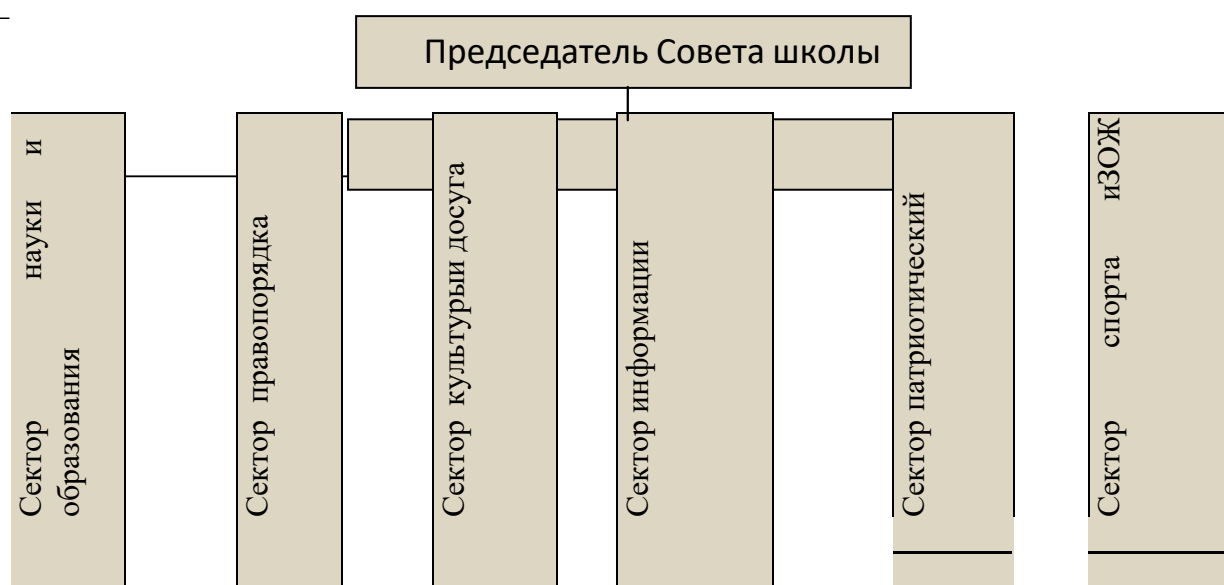 Председатель Совета школы
Сектор науки и
образования
Сектор правопорядка
Сектор культурыи досуга
Сектор информации
Сектор патриотический
Сектор спорта иЗОЖ